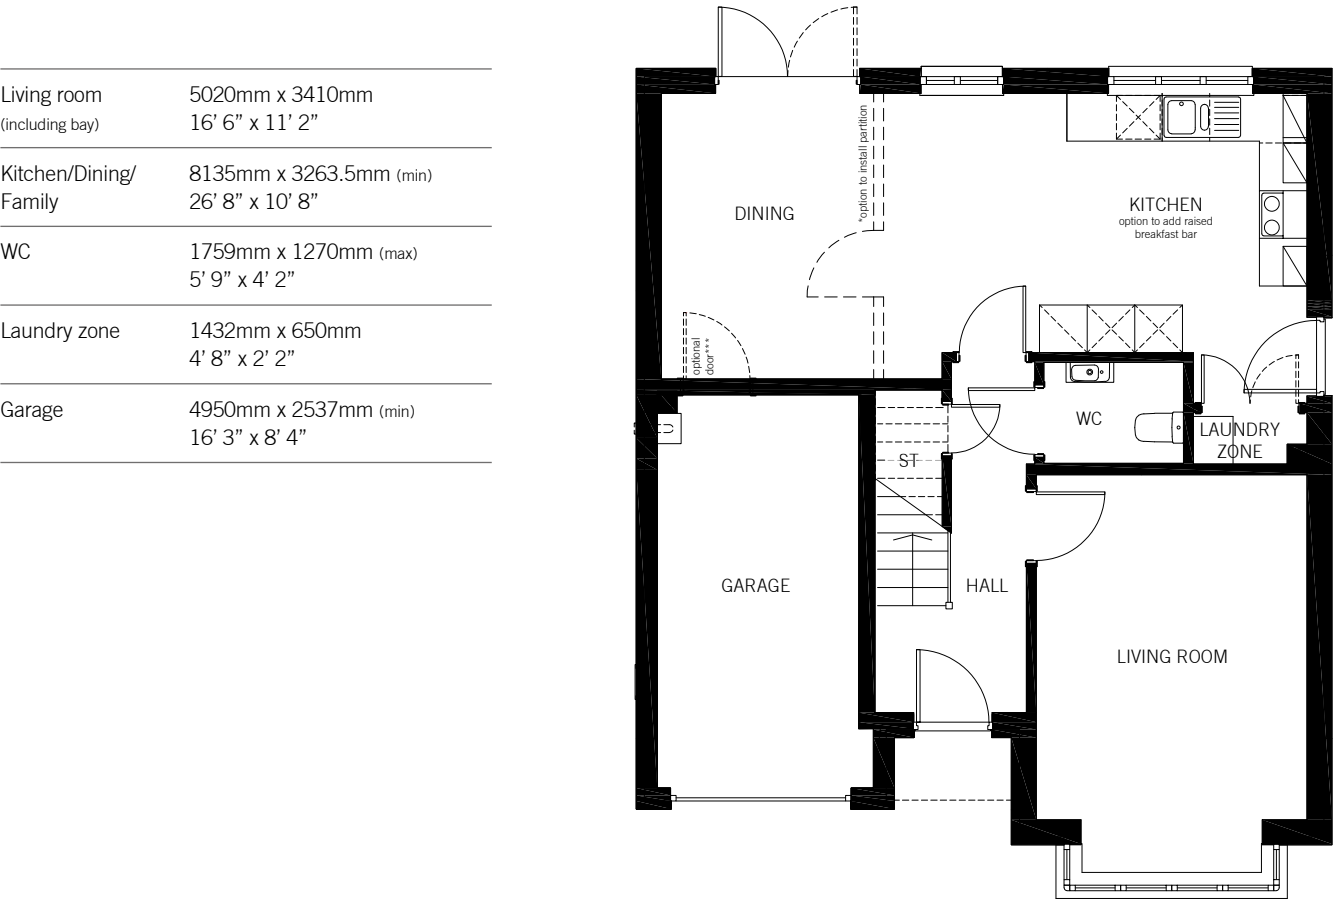 Living room 5020mm x 3410mm
(including bay) 16’ 6” x 11’ 2”
Kitchen/Dining/ 8135mm x 3263.5mm (min)
Family 26’ 8” x 10’ 8”
WC 1759mm x 1270mm (max)
5’ 9” x 4’ 2”
Laundry zone 1432mm x 650mm
4’ 8” x 2’ 2”
Garage 4950mm x 2537mm (min)
16’ 3” x 8’ 4”
*option to install partition
DINING
KITCHEN
option to add raised
breakfast bar
optional
door***
WC
LAUNDRY
ZONE
ST
GARAGE
HALL
LIVING ROOM